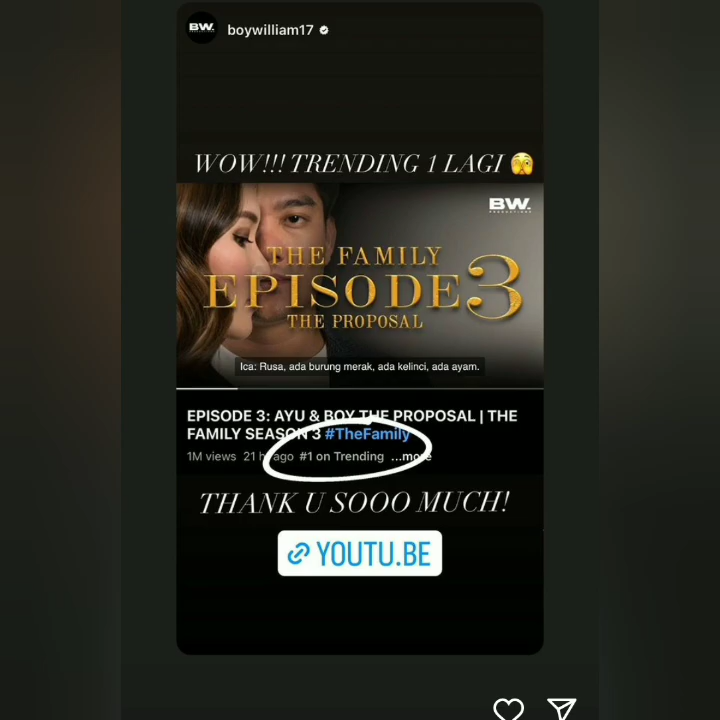 BW.
boywilliam17
WOW!!! TRENDING 1 LAGI
BW.
PRODUCTIONS
THE FAMILY
EPISODE 3
THE PROPOSAL
Ica: Rusa, ada burung merak, ada kelinci, ada ayam.
EPISODE 3: AYU & BOY THE PROPOSAL | THE
FAMILY SEASON 3 #TheFamily
1M views 21 h ago #1 on Trending ...more
THANK U SOOO MUCH!
YOUTU.BE